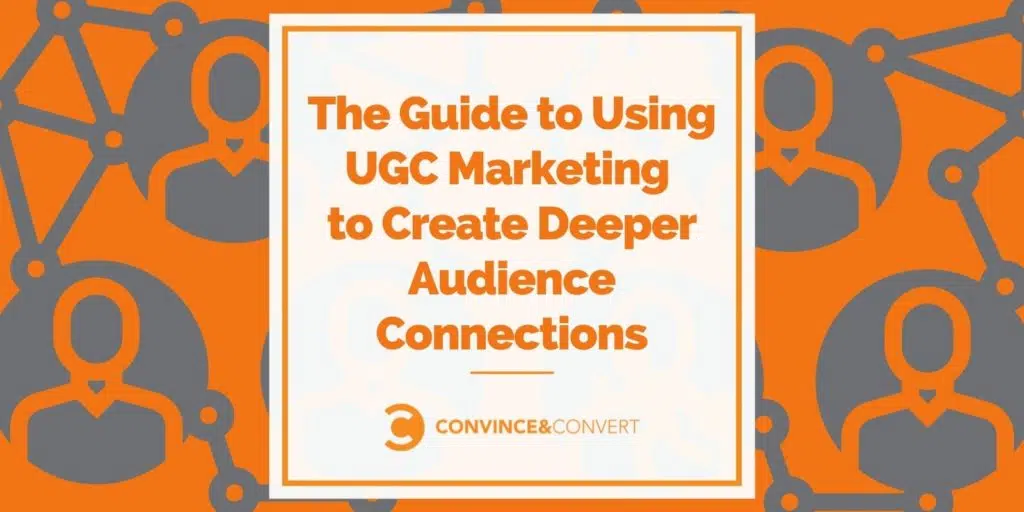 The Guide to Using
UGC Marketing
to Create Deeper
Audience
Connections
CONVINCE&CONVERT